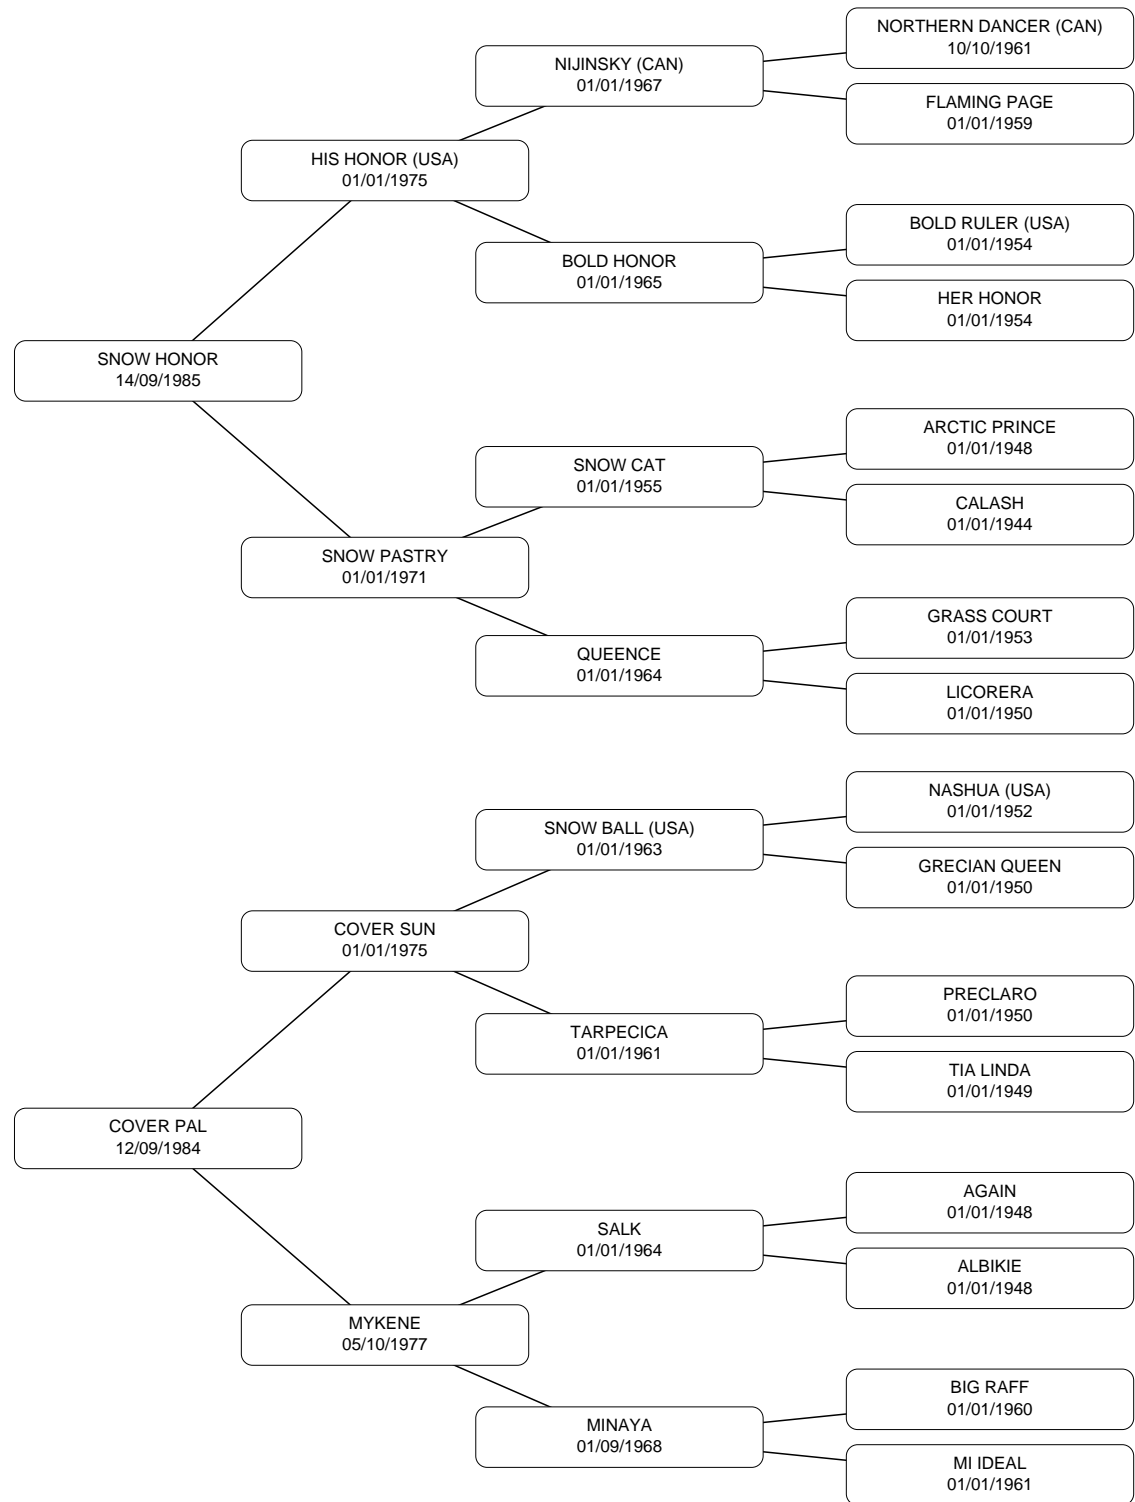 NORTHERN DANCER (CAN)
10/10/1961
NIJINSKY (CAN)
01/01/1967
FLAMING PAGE
01/01/1959
HIS HONOR (USA)
01/01/1975
BOLD RULER (USA)
01/01/1954
BOLD HONOR
01/01/1965
HER HONOR
01/01/1954
SNOW HONOR
14/09/1985
ARCTIC PRINCE
01/01/1948
SNOW CAT
01/01/1955
CALASH
01/01/1944
SNOW PASTRY
01/01/1971
GRASS COURT
01/01/1953
QUEENCE
01/01/1964
LICORERA
01/01/1950
NASHUA (USA)
01/01/1952
SNOW BALL (USA)
01/01/1963
GRECIAN QUEEN
01/01/1950
COVER SUN
01/01/1975
PRECLARO
01/01/1950
TARPECICA
01/01/1961
TIA LINDA
01/01/1949
COVER PAL
12/09/1984
AGAIN
01/01/1948
SALK
01/01/1964
ALBIKIE
01/01/1948
MYKENE
05/10/1977
BIG RAFF
01/01/1960
MINAYA
01/09/1968
MI IDEAL
01/01/1961